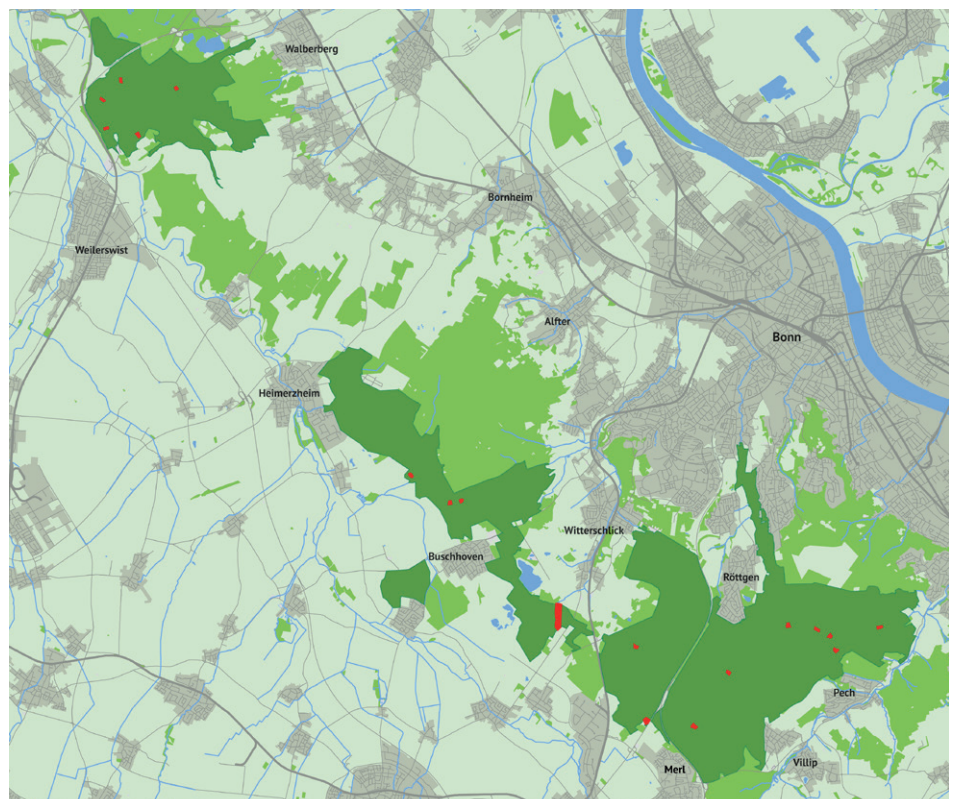 Walberberg
Bornheim
Weilerswist
Alfter
Bonn
Heimerzheim
Witterschlick
Buschhoven
Röttgen
Pech
Villip
Merl